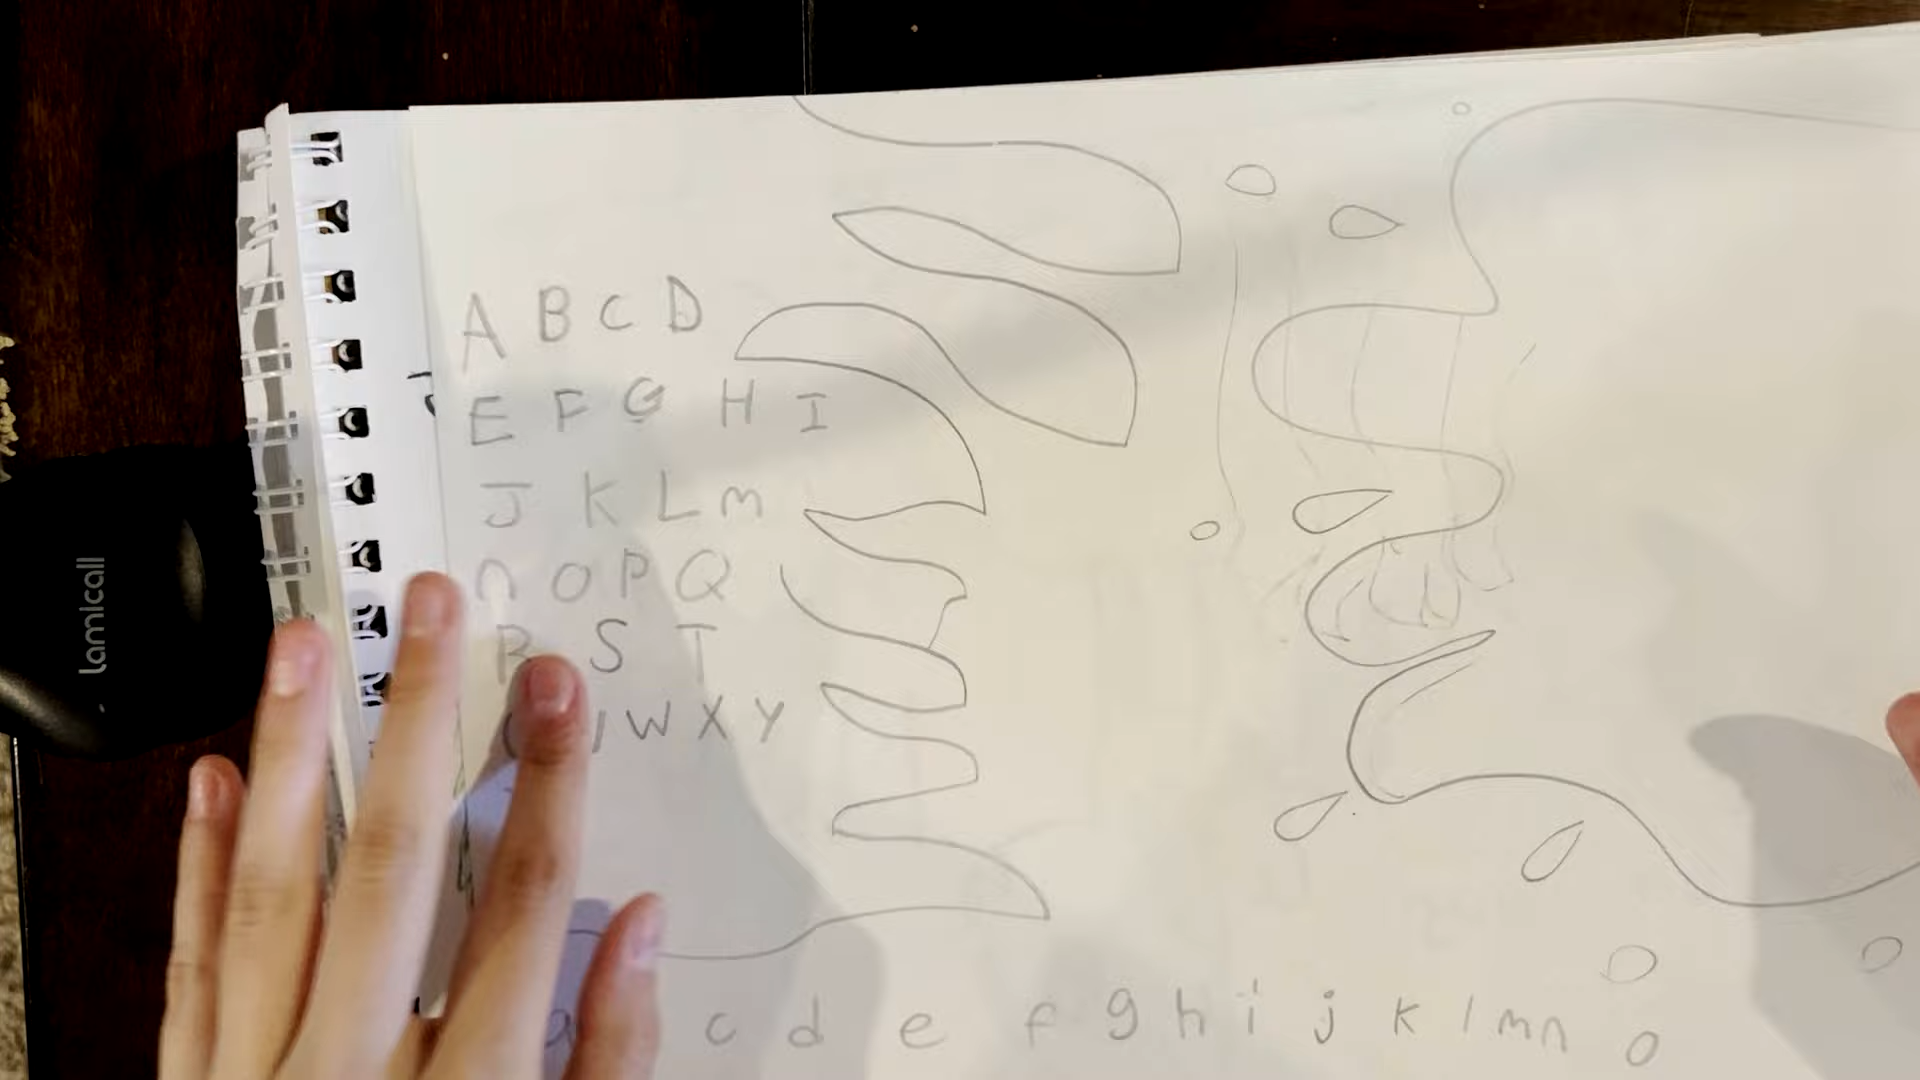 lamicall
A B C D
E F G H I
J K L m
n O P Q
R S T
W X Y
a c d e f g h i j k l m n o